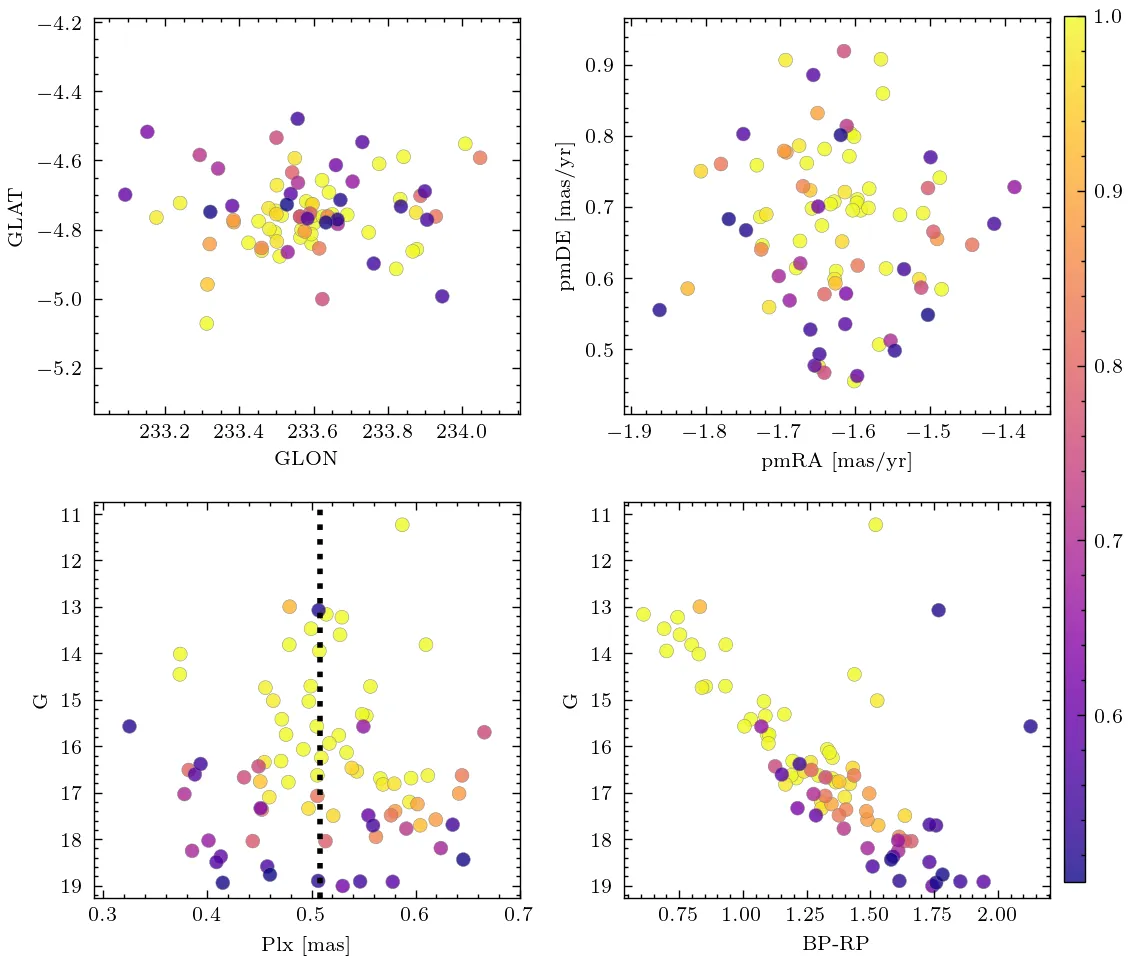 −4.2
−4.4
−4.6
−4.8
−5.0
−5.2
GLAT
233.2 233.4 233.6 233.8 234.0
GLON
0.9
0.8
0.7
0.6
0.5
pmDE [mas/yr]
−1.9 −1.8 −1.7 −1.6 −1.5 −1.4
pmRA [mas/yr]
1.0
0.9
0.8
0.7
0.6
11
12
13
14
15
16
17
18
19
G
0.3 0.4 0.5 0.6 0.7
Plx [mas]
11
12
13
14
15
16
17
18
19
G
0.75 1.00 1.25 1.50 1.75 2.00
BP-RP